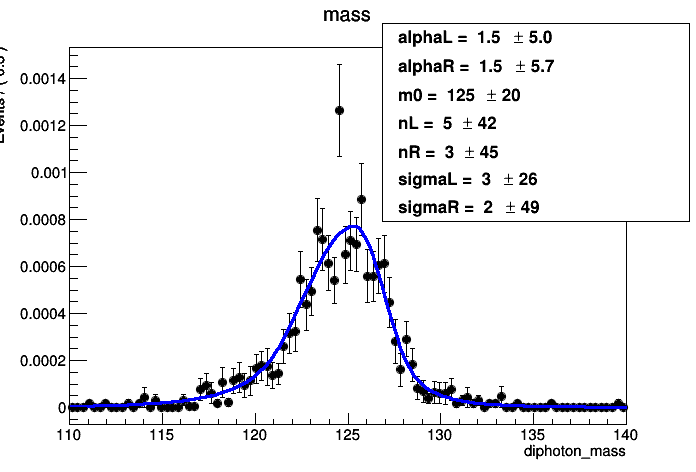 mass
alphaL = 1.5 ± 5.0
alphaR = 1.5 ± 5.7
m0 = 125 ± 20
nL = 5 ± 42
nR = 3 ± 45
sigmaL = 3 ± 26
sigmaR = 2 ± 49
0.0014
0.0012
0.001
0.0008
0.0006
0.0004
0.0002
0
110 115 120 125 130 135 140
diphoton_mass